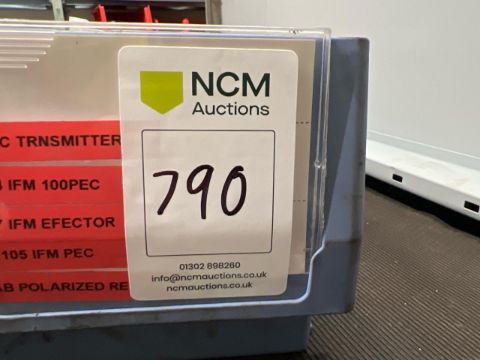 NCM
Auctions
790
01302 898260
info@ncmauctions.co.uk
ncmauctions.co.uk
C TRNSMITTER
IFM 100PEC
IFM EFECTOR
105 IFM PEC
AB POLARIZED RE